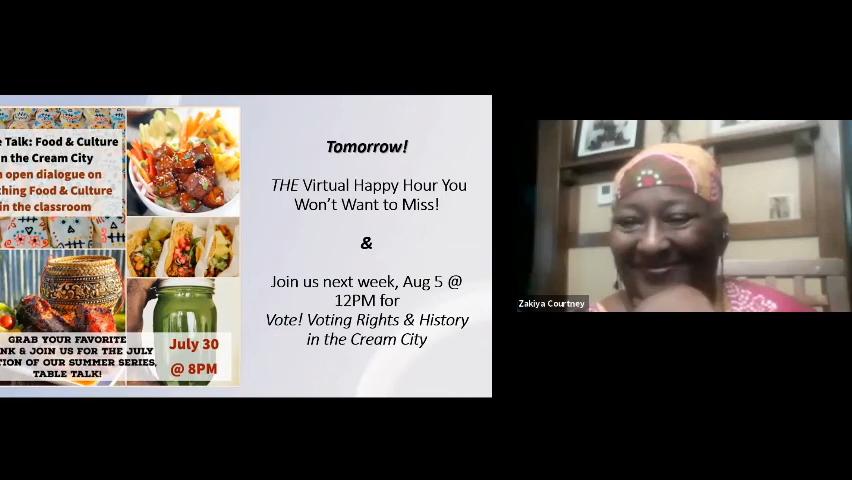 e Talk: Food & Culture
n the Cream City
n open dialogue on
ching Food & Culture
in the classroom
GRAB YOUR FAVORITE
NK & JOIN US FOR THE JULY
TION OF OUR SUMMER SERIES,
TABLE TALK!
July 30
@ 8PM
Tomorrow!
THE Virtual Happy Hour You
Won't Want to Miss!
&
Join us next week, Aug 5 @
12PM for
Vote! Voting Rights & History
in the Cream City
Zakiya Courtney